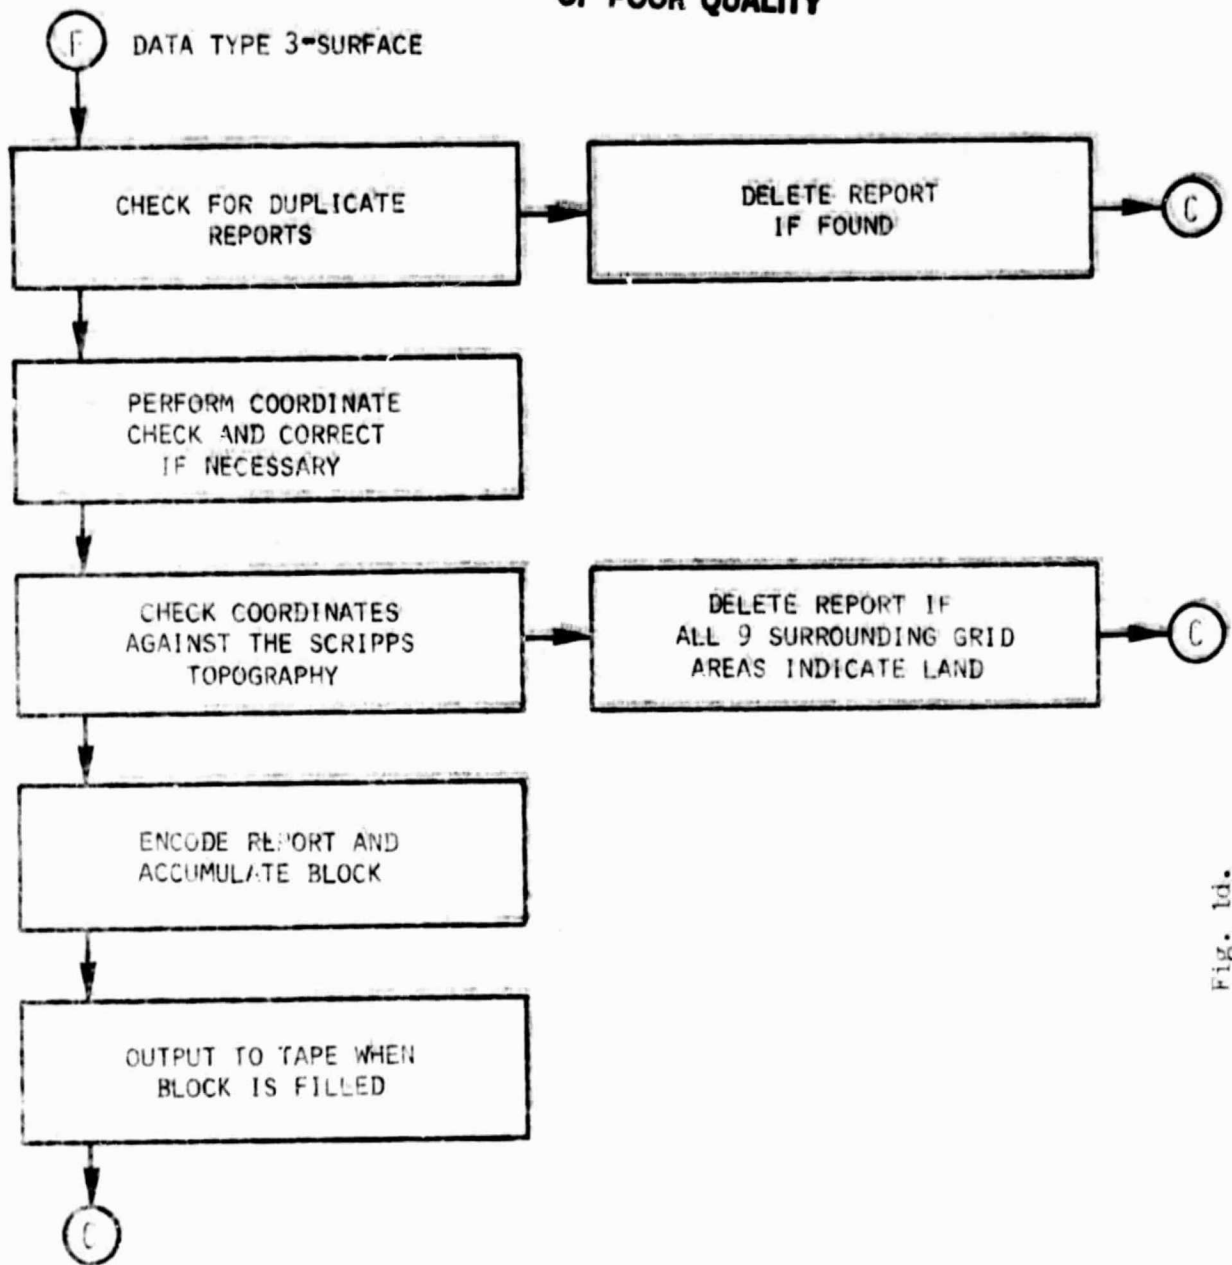 OF POOR QUALITY
F DATA TYPE 3-SURFACE
CHECK FOR DUPLICATE
REPORTS
DELETE REPORT
IF FOUND
C
PERFORM COORDINATE
CHECK AND CORRECT
IF NECESSARY
CHECK COORDINATES
AGAINST THE SCRIPPS
TOPOGRAPHY
DELETE REPORT IF
ALL 9 SURROUNDING GRID
AREAS INDICATE LAND
C
ENCODE REPORT AND
ACCUMULATE BLOCK
OUTPUT TO TAPE WHEN
BLOCK IS FILLED
C
Fig. 1d.